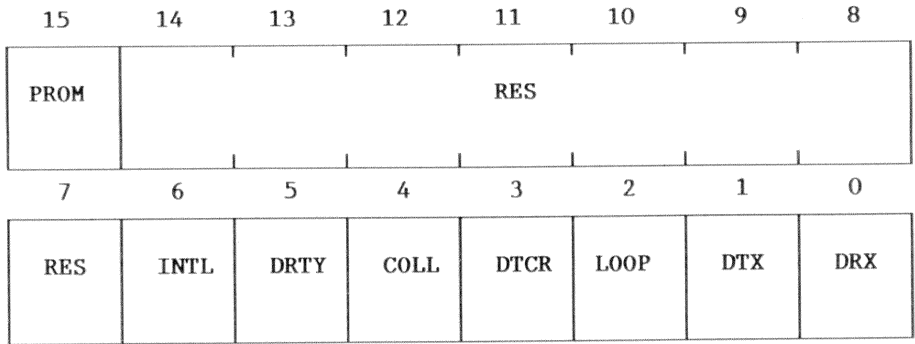 15 14 13 12 11 10 9 8
PROM RES
7 6 5 4 3 2 1 0
RES INTL DRTY COLL DTCR LOOP DTX DRX